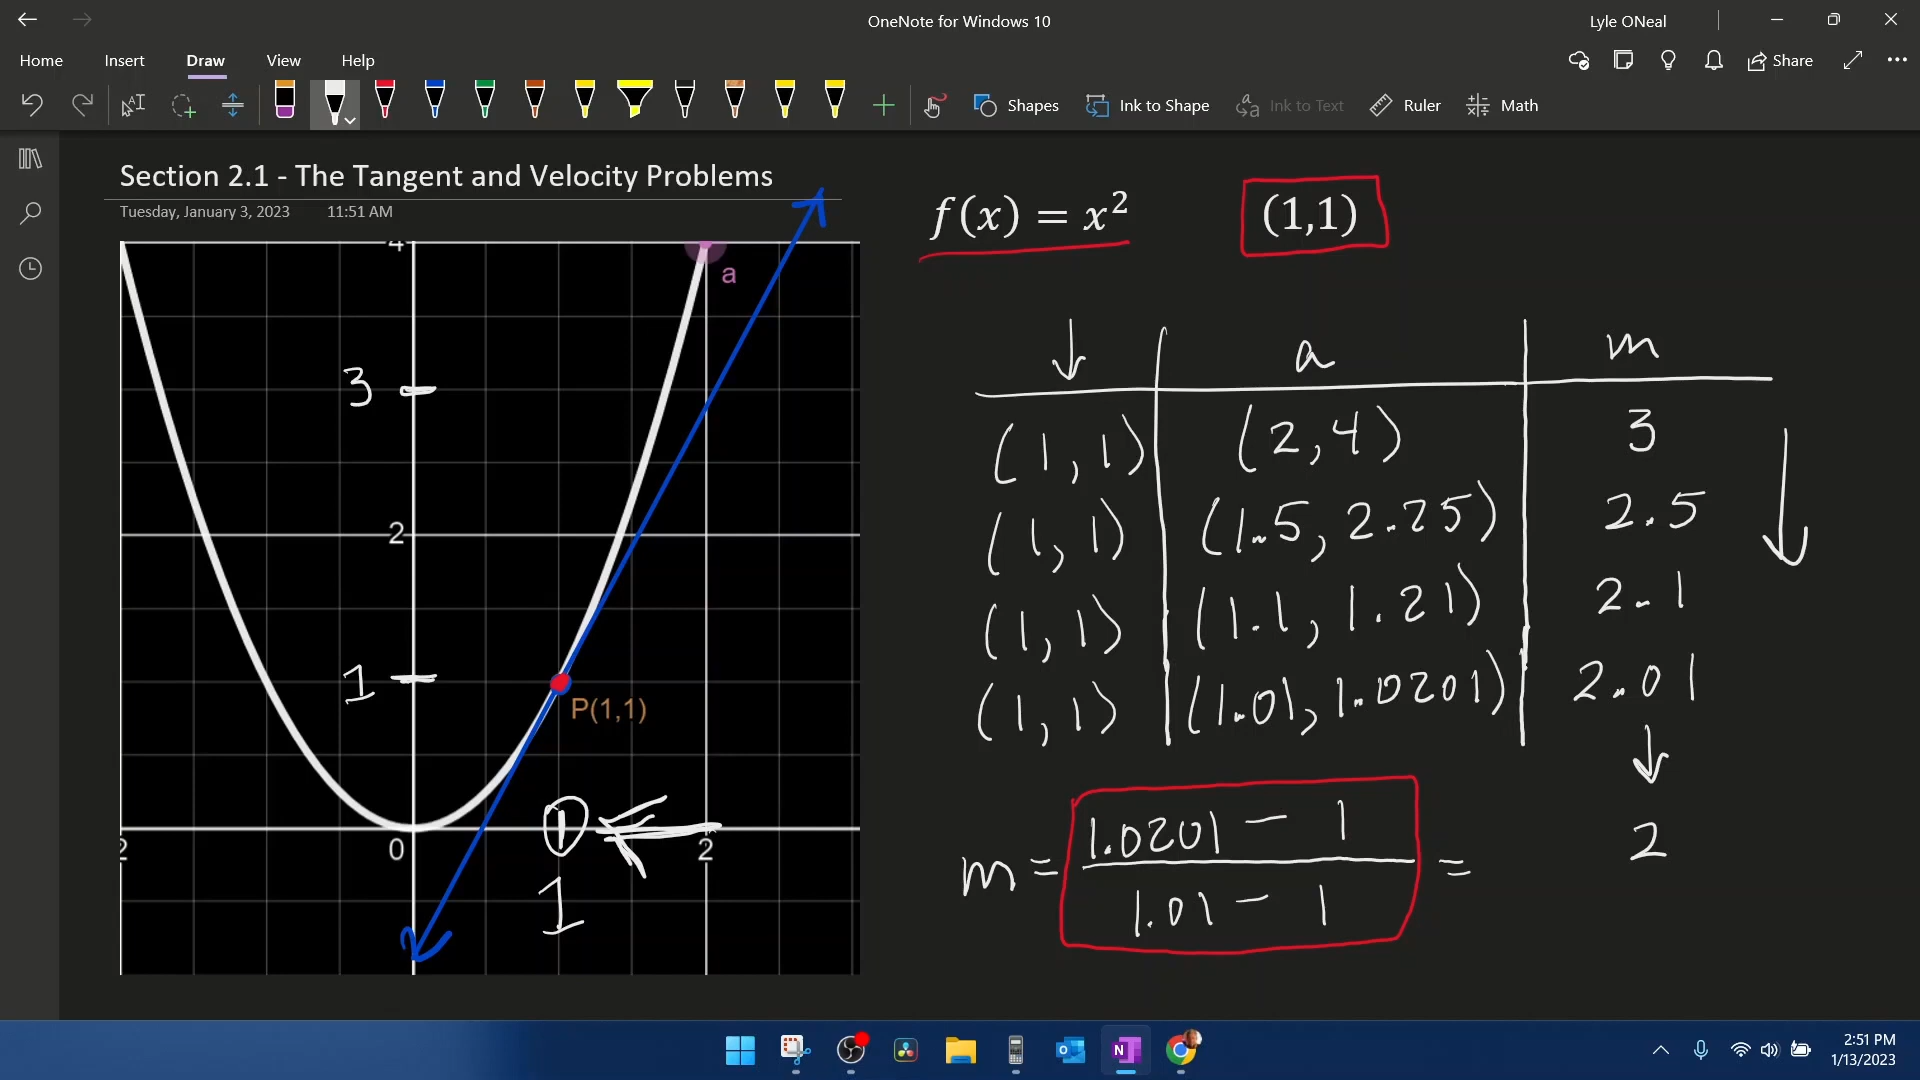 OneNote for Windows 10
Lyle ONeal
Home Insert Draw View Help
Share
Shapes Ink to Shape Ink to Text Ruler Math
Section 2.1 - The Tangent and Velocity Problems
Tuesday, January 3, 2023 11:51 AM
f(x) = x² (1,1)
4
a
3
2
1
P(1,1)
2 0 1 2
1
a m
(1,1) (2,4) 3
(1,1) (1.5, 2.25) 2.5
(1,1) (1.1, 1.21) 2.1
(1,1) (1.01, 1.0201) 2.01
2
1.0201 - 1
m = =
1.01 - 1
2:51 PM
1/13/2023